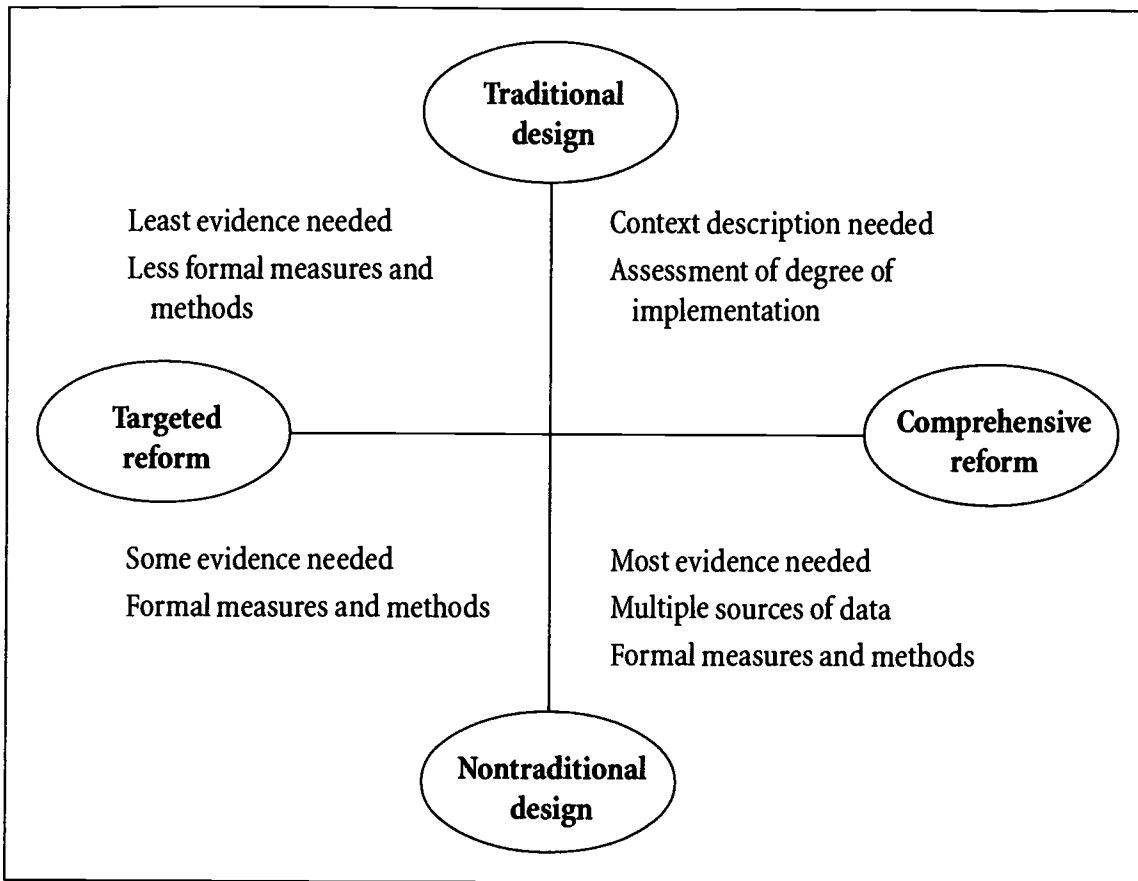 Traditional
design
Least evidence needed
Less formal measures and
methods
Context description needed
Assessment of degree of
implementation
Targeted
reform
Comprehensive
reform
Some evidence needed
Formal measures and methods
Most evidence needed
Multiple sources of data
Formal measures and methods
Nontraditional
design